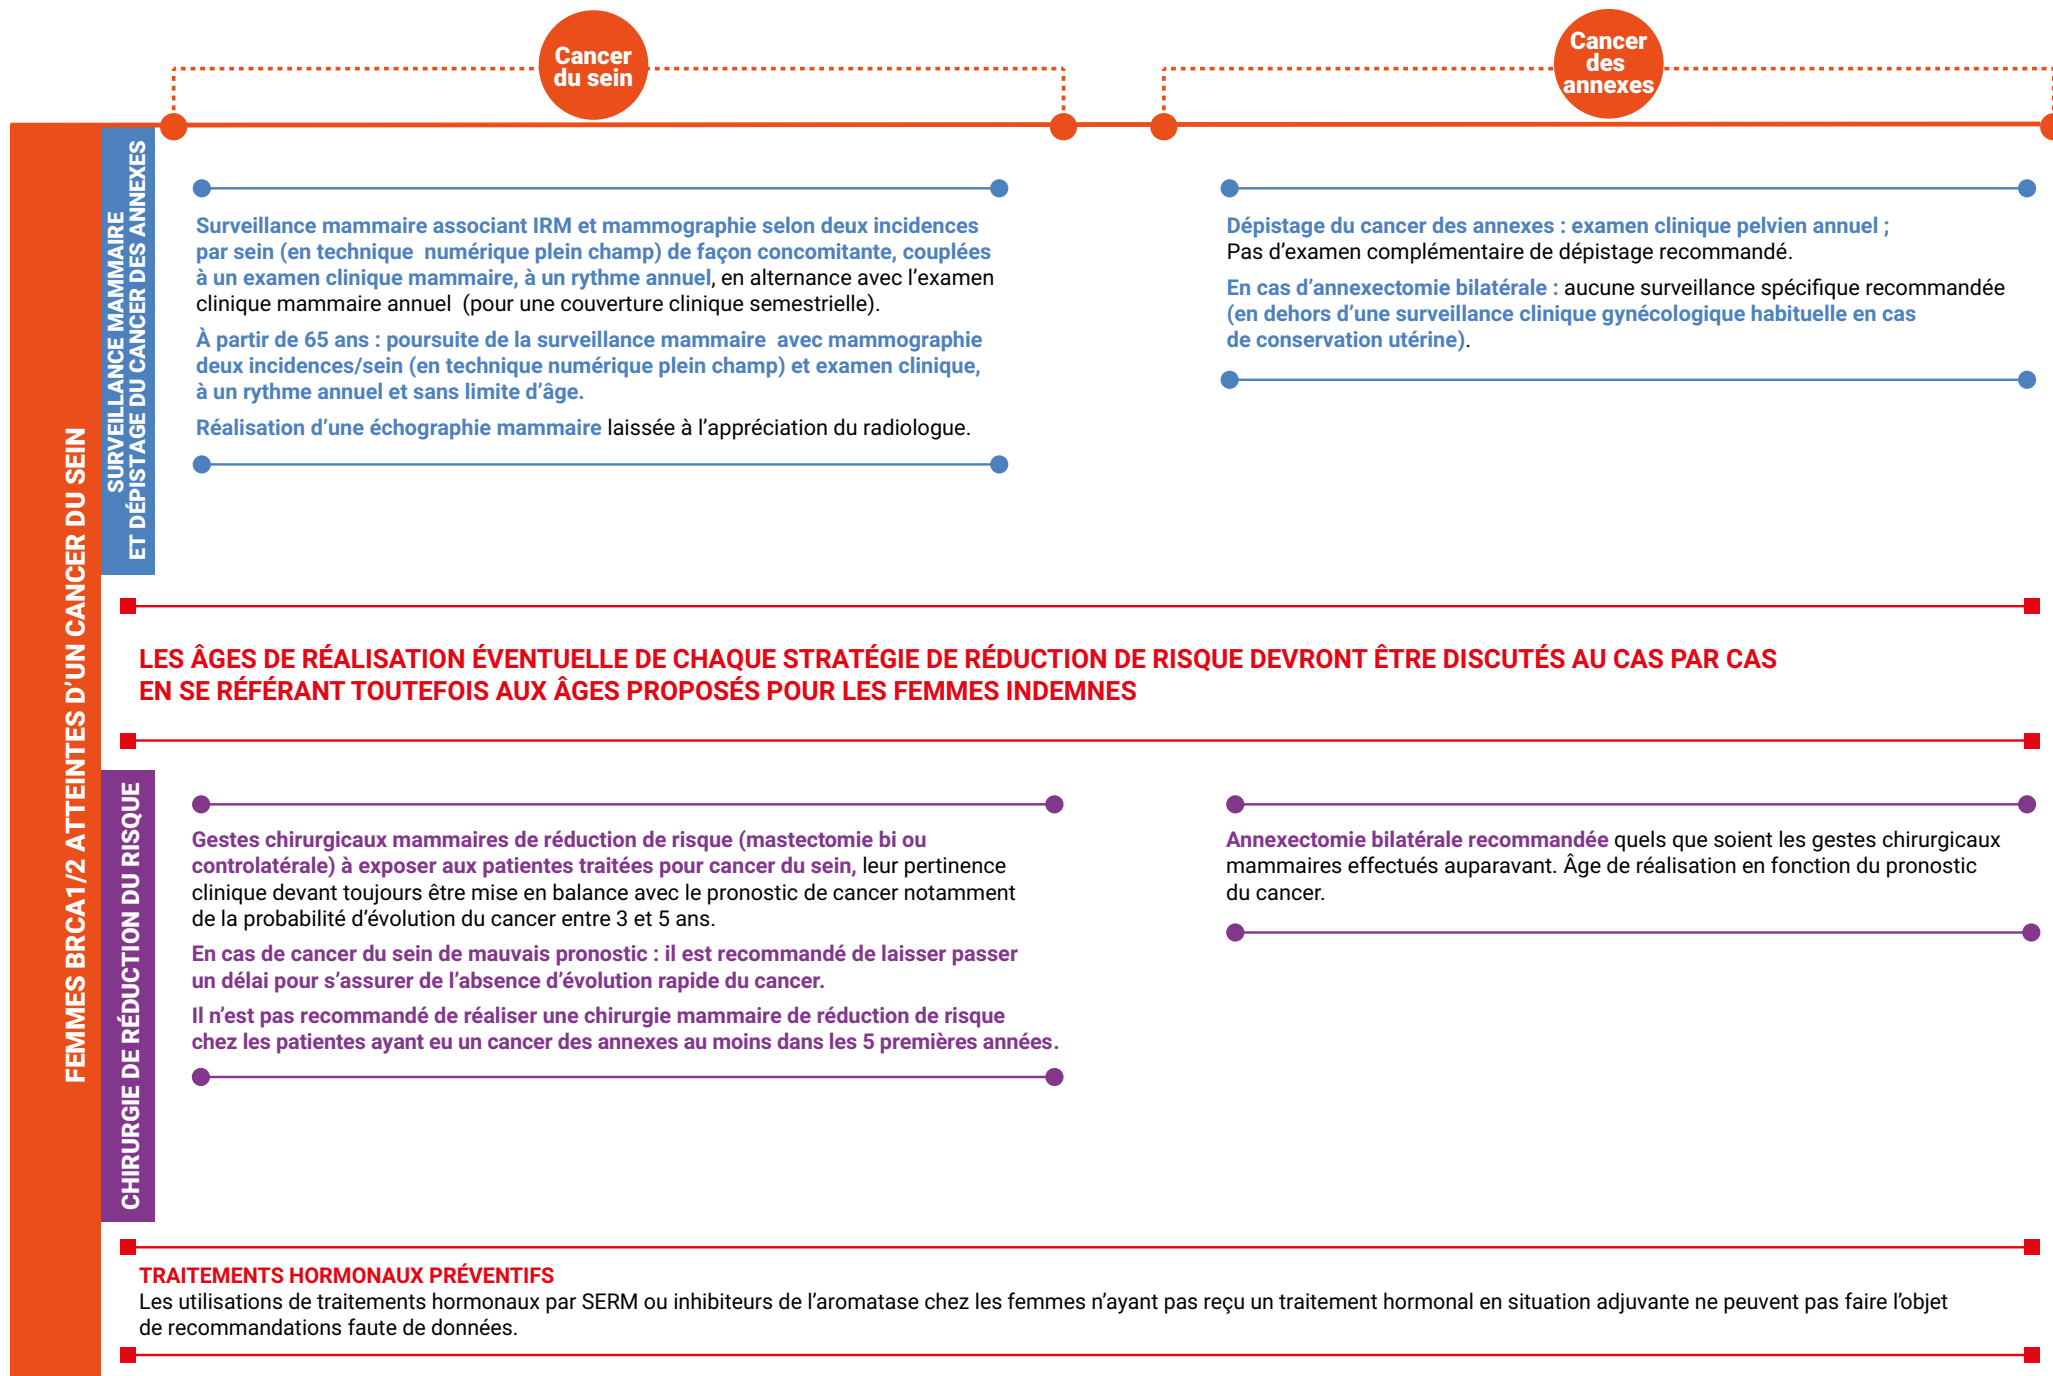 Cancer
du sein
Cancer
des
annexes
FEMMES BRCA1/2 ATTEINTES D'UN CANCER DU SEIN
SURVEILLANCE MAMMAIRE
ET DÉPISTAGE DU CANCER DES ANNEXES
Surveillance mammaire associant IRM et mammographie selon deux incidences
par sein (en technique numérique plein champ) de façon concomitante, couplées
à un examen clinique mammaire, à un rythme annuel, en alternance avec l’examen
clinique mammaire annuel (pour une couverture clinique semestrielle).
À partir de 65 ans : poursuite de la surveillance mammaire avec mammographie
deux incidences/sein (en technique numérique plein champ) et examen clinique,
à un rythme annuel et sans limite d’âge.
Réalisation d’une échographie mammaire laissée à l’appréciation du radiologue.
Dépistage du cancer des annexes : examen clinique pelvien annuel ;
Pas d’examen complémentaire de dépistage recommandé.
En cas d’annexectomie bilatérale : aucune surveillance spécifique recommandée
(en dehors d’une surveillance clinique gynécologique habituelle en cas
de conservation utérine).
LES ÂGES DE RÉALISATION ÉVENTUELLE DE CHAQUE STRATÉGIE DE RÉDUCTION DE RISQUE DEVRONT ÊTRE DISCUTÉS AU CAS PAR CAS
EN SE RÉFÉRANT TOUTEFOIS AUX ÂGES PROPOSÉS POUR LES FEMMES INDEMNES
CHIRURGIE DE RÉDUCTION DU RISQUE
Gestes chirurgicaux mammaires de réduction de risque (mastectomie bi ou
controlatérale) à exposer aux patientes traitées pour cancer du sein, leur pertinence
clinique devant toujours être mise en balance avec le pronostic de cancer notamment
de la probabilité d’évolution du cancer entre 3 et 5 ans.
En cas de cancer du sein de mauvais pronostic : il est recommandé de laisser passer
un délai pour s’assurer de l’absence d’évolution rapide du cancer.
Il n’est pas recommandé de réaliser une chirurgie mammaire de réduction de risque
chez les patientes ayant eu un cancer des annexes au moins dans les 5 premières années.
Annexectomie bilatérale recommandée quels que soient les gestes chirurgicaux
mammaires effectués auparavant. Âge de réalisation en fonction du pronostic
du cancer.
TRAITEMENTS HORMONAUX PRÉVENTIFS
Les utilisations de traitements hormonaux par SERM ou inhibiteurs de l’aromatase chez les femmes n’ayant pas reçu un traitement hormonal en situation adjuvante ne peuvent pas faire l’objet
de recommandations faute de données.